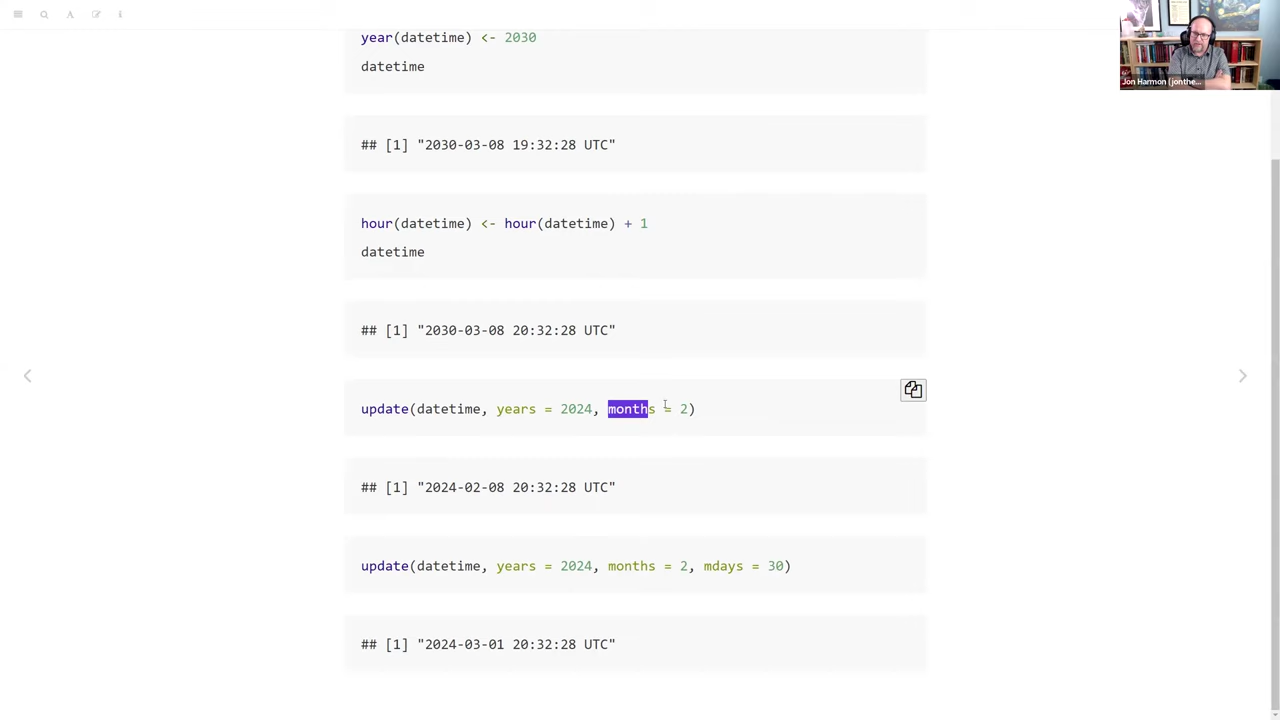 year(datetime) <- 2030
datetime
## [1] "2030-03-08 19:32:28 UTC"
hour(datetime) <- hour(datetime) + 1
datetime
## [1] "2030-03-08 20:32:28 UTC"
update(datetime, years = 2024, months = 2)
## [1] "2024-02-08 20:32:28 UTC"
update(datetime, years = 2024, months = 2, mdays = 30)
## [1] "2024-03-01 20:32:28 UTC"
Jon Harmon (jonthe...